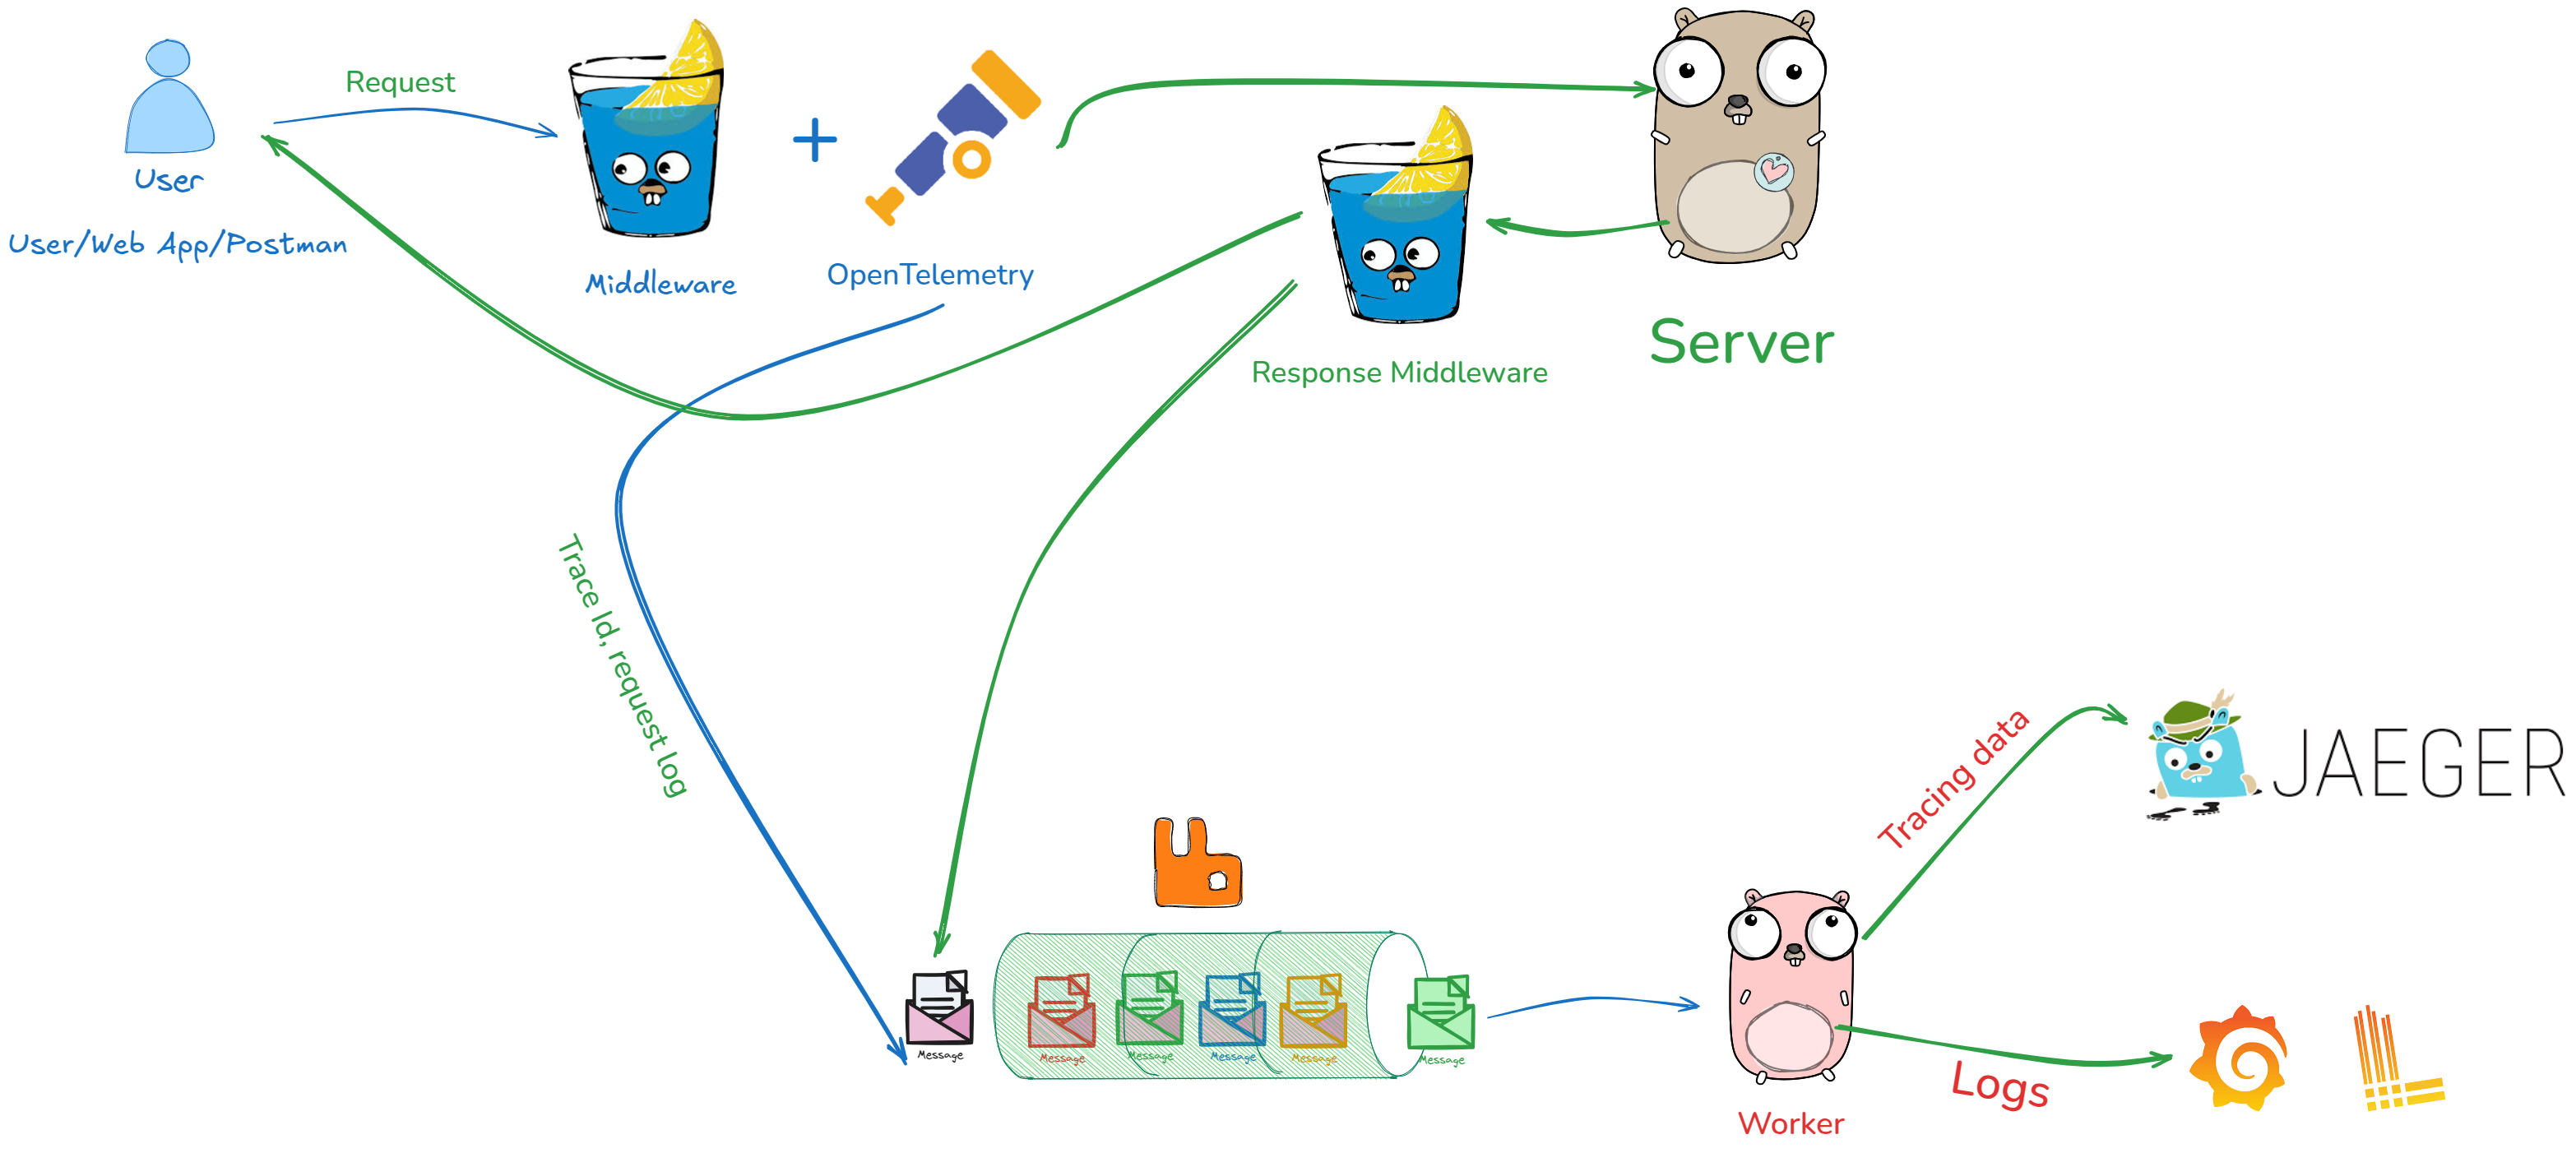 Request
User
User/Web App/Postman
Middleware
OpenTelemetry
Response Middleware
Server
Trace Id, request log
Message
Message
Message
Message
Message
Message
Worker
Tracing data
Logs
JAEGER